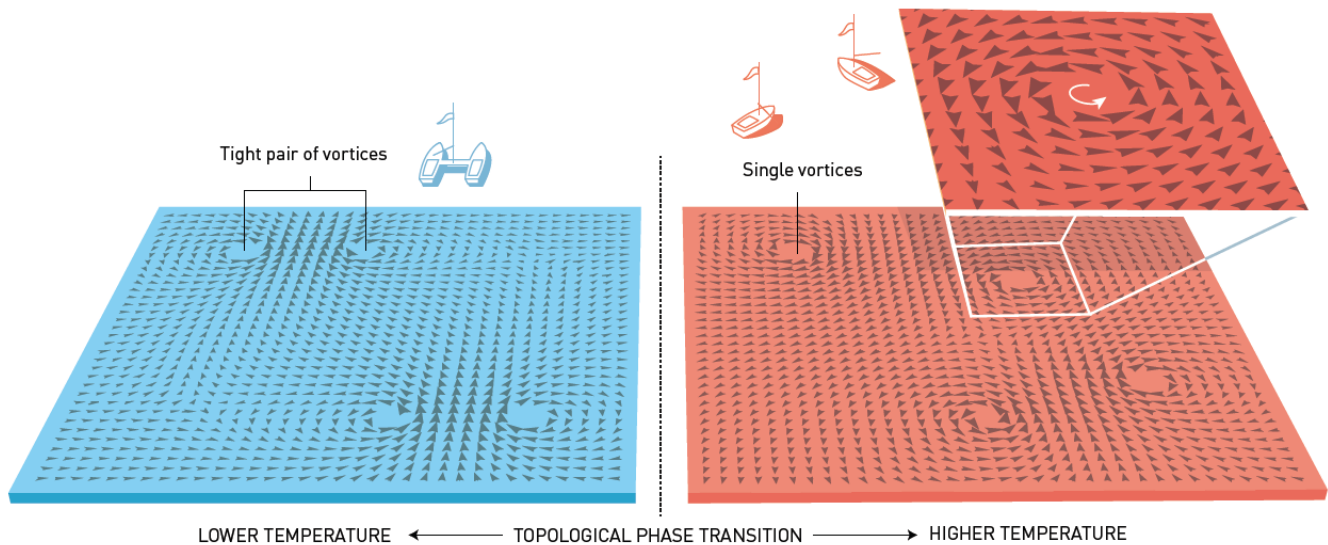 Tight pair of vortices
Single vortices
LOWER TEMPERATURE
TOPOLOGICAL PHASE TRANSITION
HIGHER TEMPERATURE